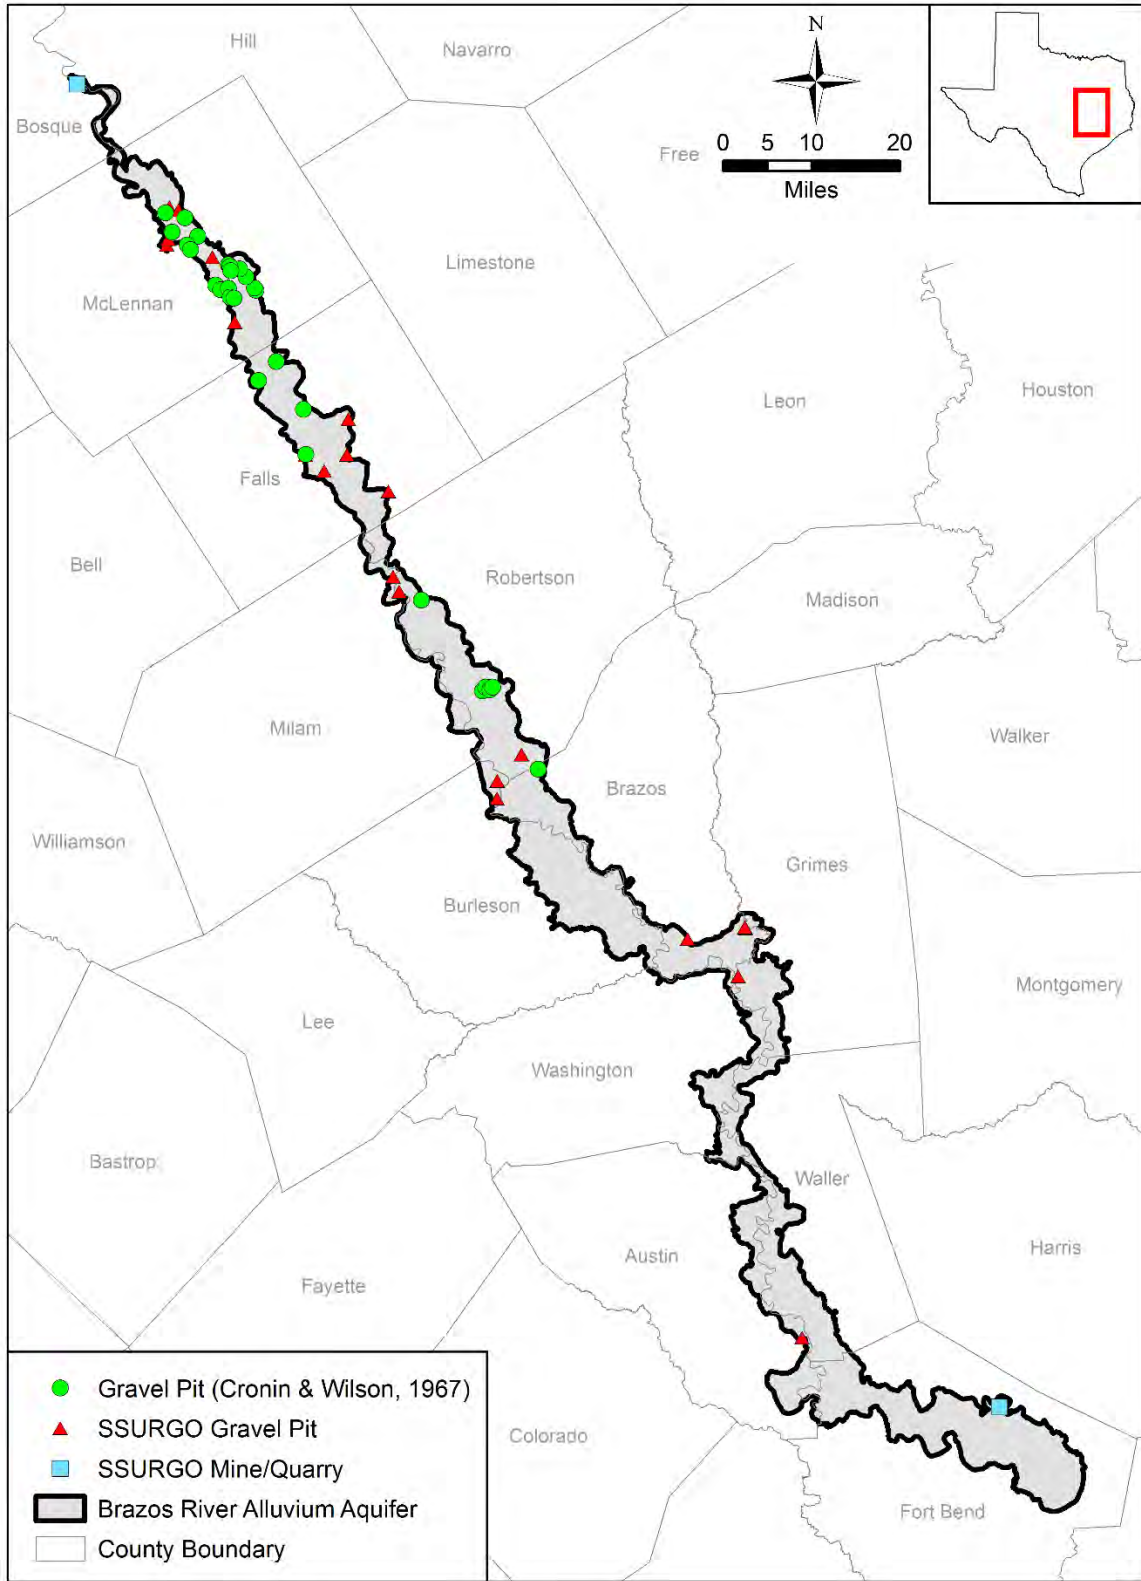 Hill
Navarro
N
Bosque
0 5 10 20
Miles
Free
Limestone
McLennan
Leon
Houston
Falls
Bell
Robertson
Madison
Milam
Walker
Brazos
Williamson
Grimes
Burleson
Montgomery
Lee
Washington
Bastrop
Waller
Austin
Harris
Fayette
Colorado
Fort Bend
Gravel Pit (Cronin & Wilson, 1967)
SSURGO Gravel Pit
SSURGO Mine/Quarry
Brazos River Alluvium Aquifer
County Boundary